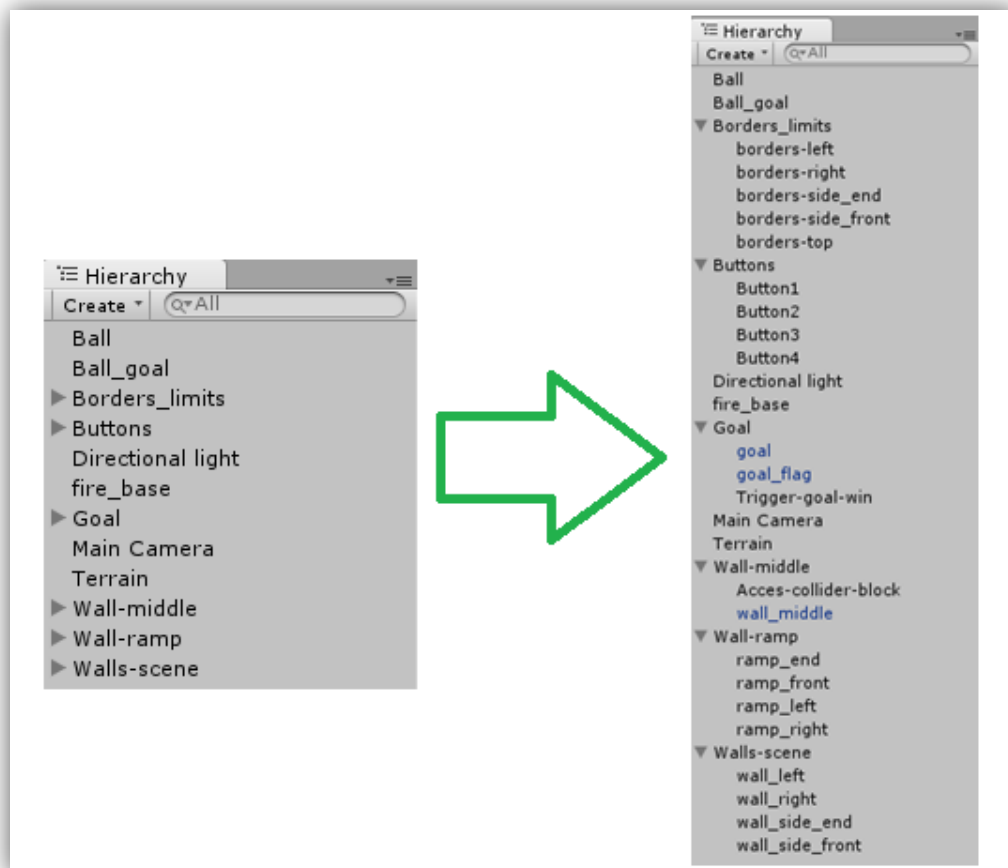 Hierarchy
Create All
Ball
Ball_goal
Borders_limits
Buttons
Directional light
fire_base
Goal
Main Camera
Terrain
Wall-middle
Wall-ramp
Walls-scene
Hierarchy
Create All
Ball
Ball_goal
Borders_limits
borders-left
borders-right
borders-side_end
borders-side_front
borders-top
Buttons
Button1
Button2
Button3
Button4
Directional light
fire_base
Goal
goal
goal_flag
Trigger-goal-win
Main Camera
Terrain
Wall-middle
Acces-collider-block
wall_middle
Wall-ramp
ramp_end
ramp_front
ramp_left
ramp_right
Walls-scene
wall_left
wall_right
wall_side_end
wall_side_front